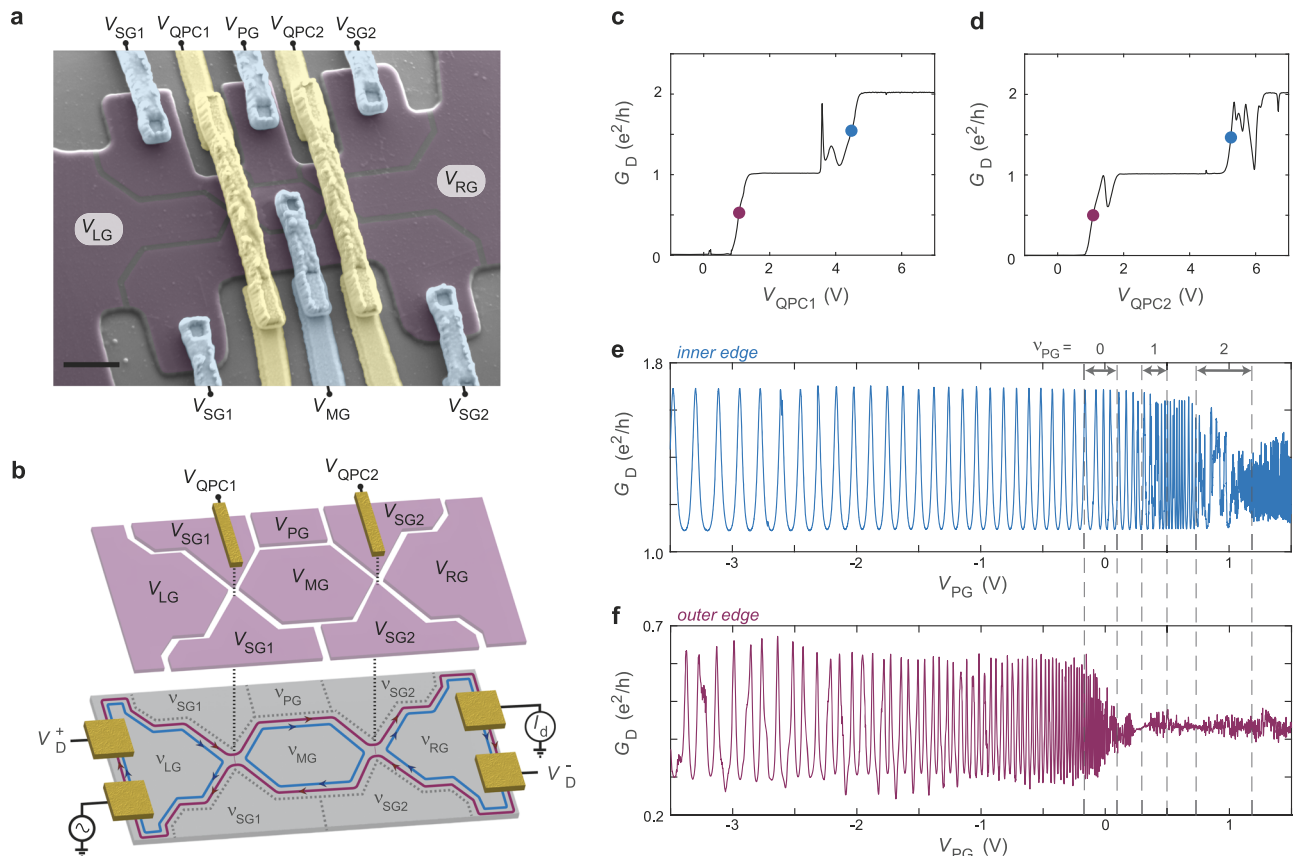 a
V_SG1 V_QPC1 V_PG V_QPC2 V_SG2
V_LG
V_RG
V_SG1 V_MG V_SG2
b
V_QPC1 V_QPC2
V_SG1 V_PG V_SG2
V_LG V_MG V_RG
V_SG1 V_SG2
ν_SG1 ν_PG ν_SG2
V_D^+ I_d
ν_LG ν_MG ν_RG
V_D^-
ν_SG1 ν_SG2
c
G_D (e²/h)
2
1
0
0 2 4 6
V_QPC1 (V)
d
G_D (e²/h)
2
1
0
0 2 4 6
V_QPC2 (V)
e
inner edge
ν_PG = 0 1 2
1.8
G_D (e²/h)
1.0
-3 -2 -1 0 1
V_PG (V)
f
outer edge
0.7
G_D (e²/h)
0.2
-3 -2 -1 0 1
V_PG (V)